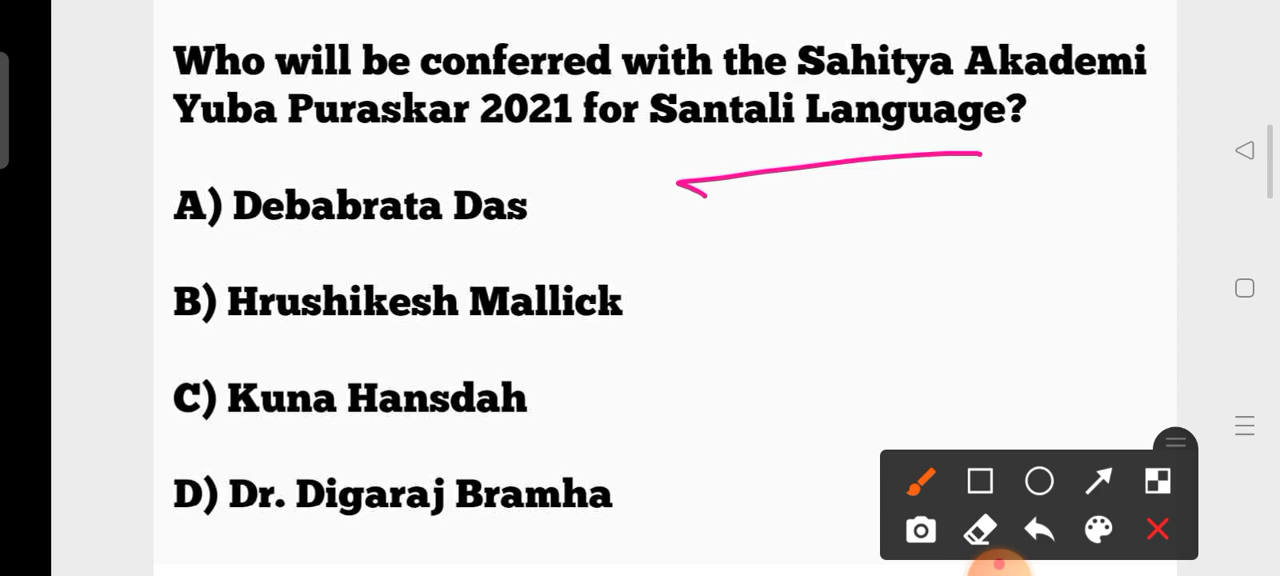 Who will be conferred with the Sahitya Akademi
Yuba Puraskar 2021 for Santali Language?
A) Debabrata Das
B) Hrushikesh Mallick
C) Kuna Hansdah
D) Dr. Digaraj Bramha